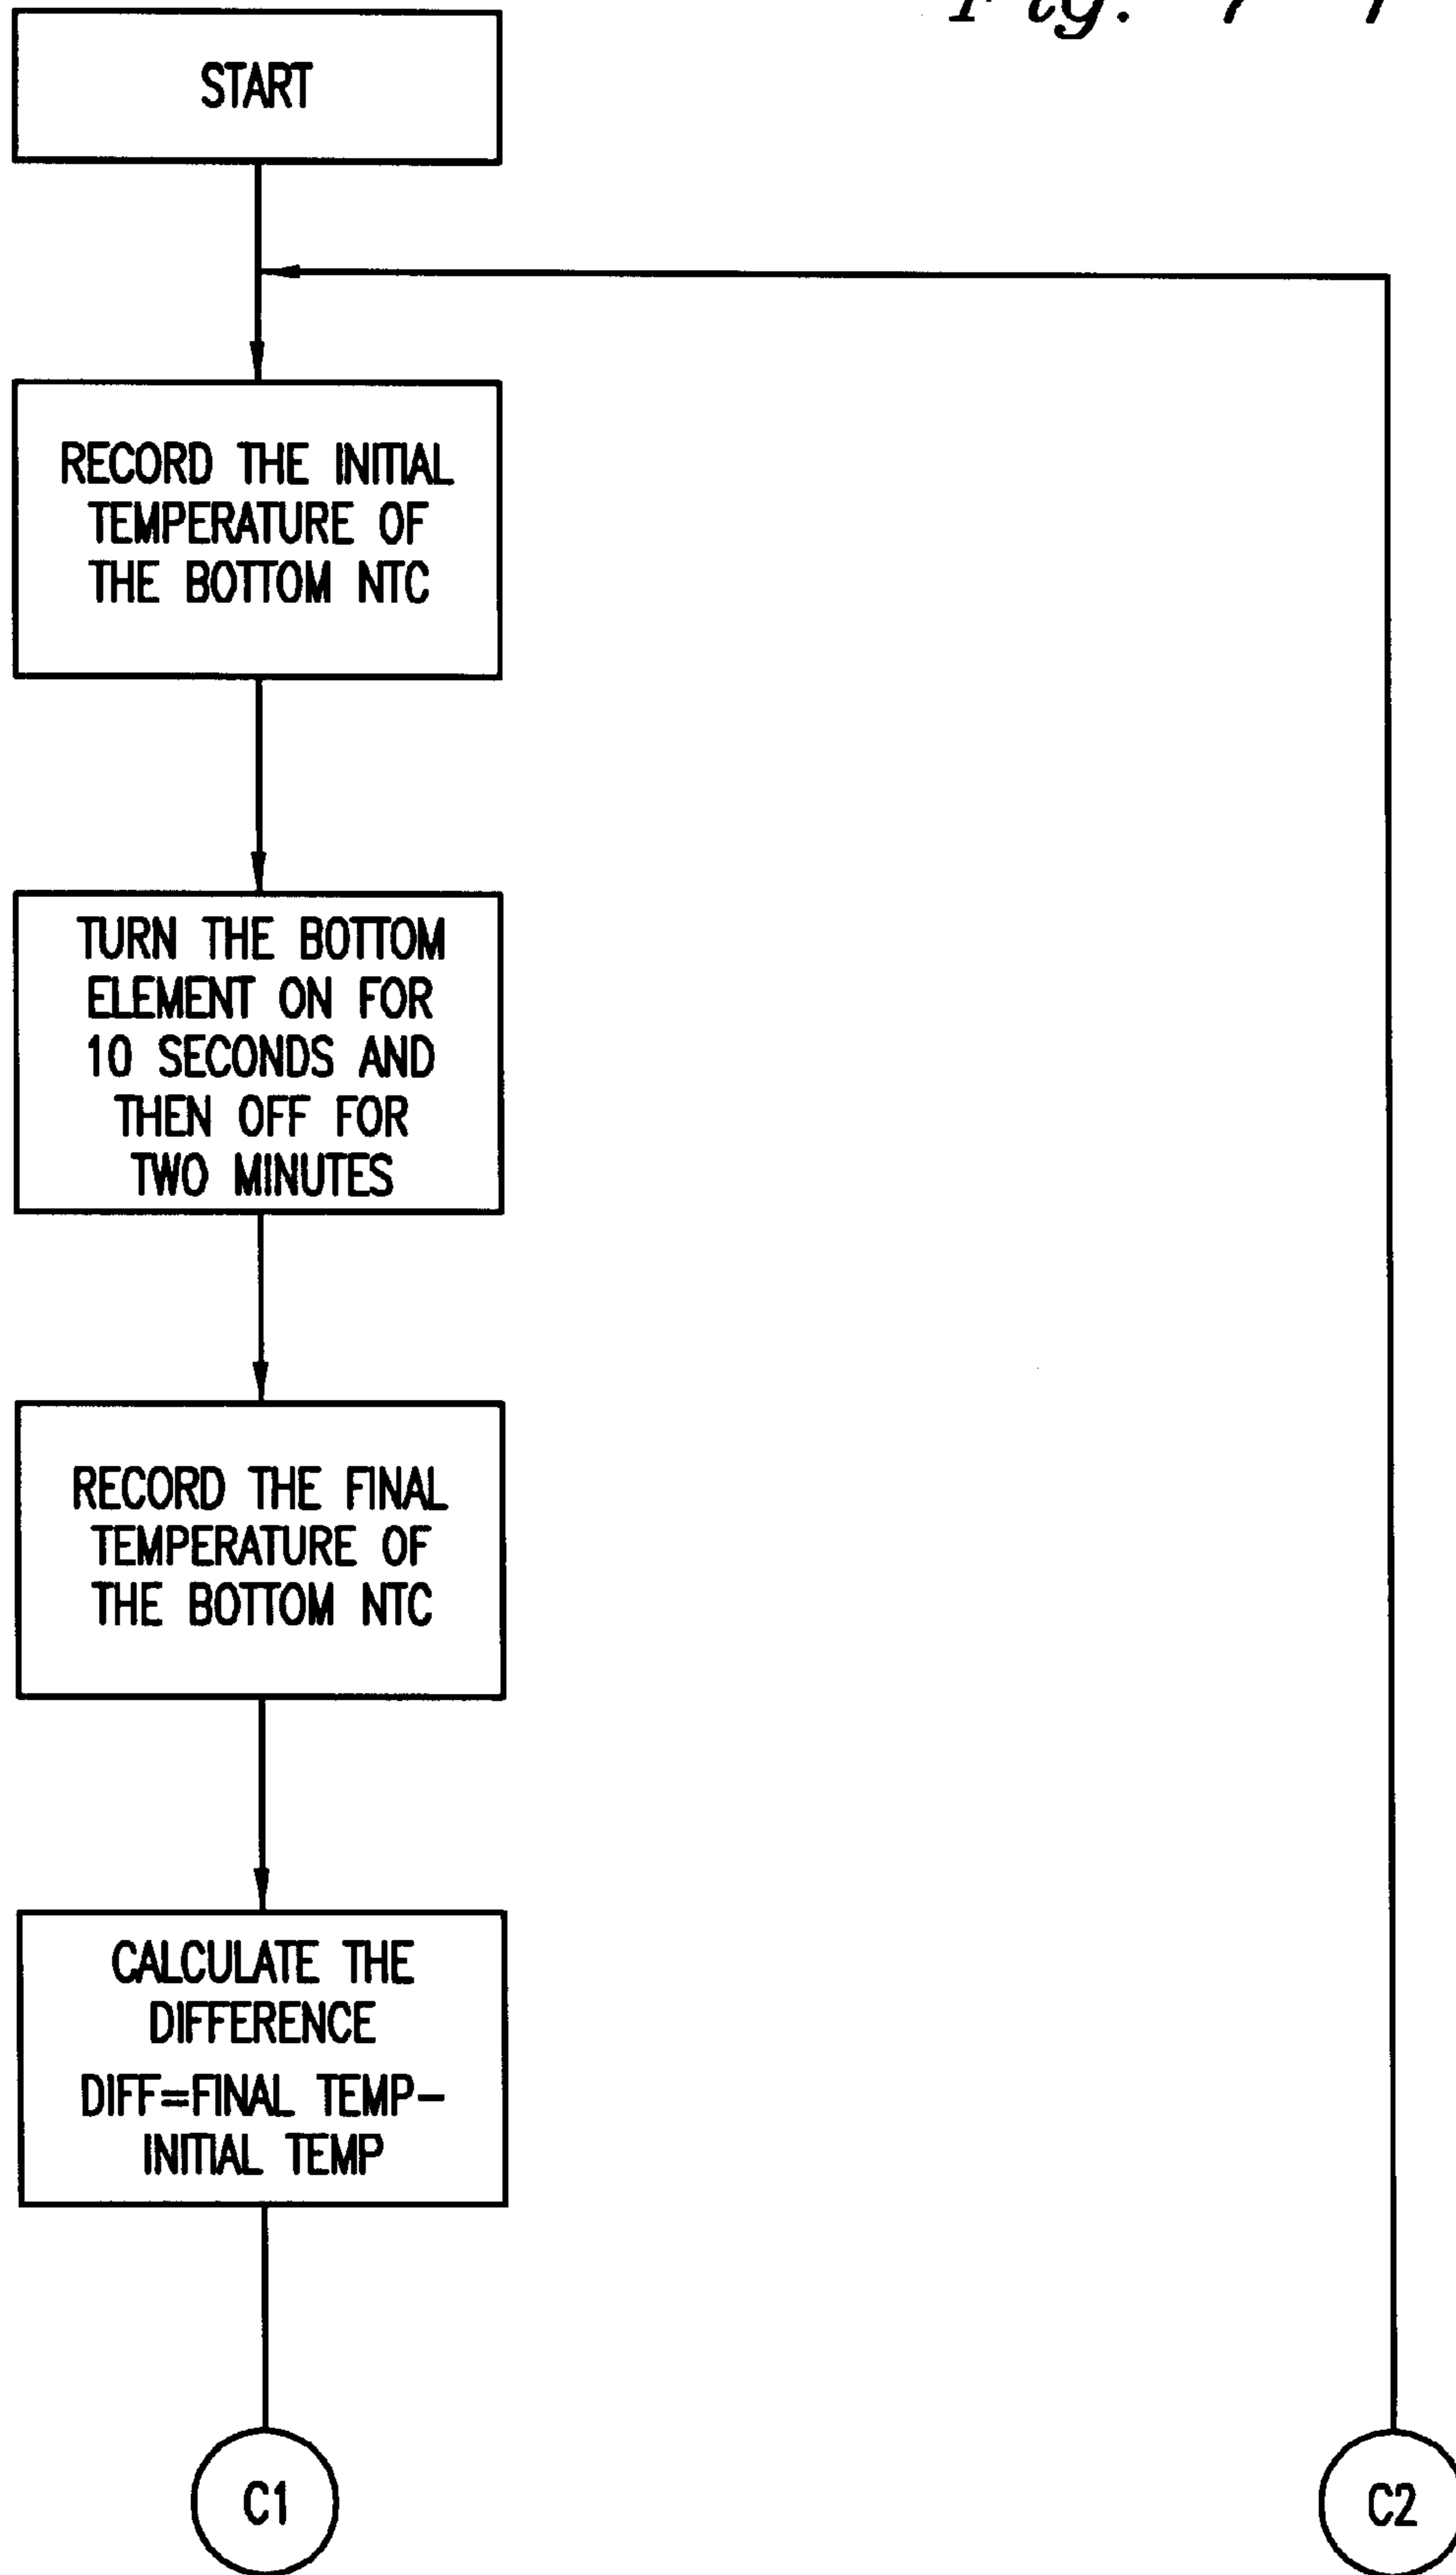 Fig.
START
RECORD THE INITIAL
TEMPERATURE OF
THE BOTTOM NTC
TURN THE BOTTOM
ELEMENT ON FOR
10 SECONDS AND
THEN OFF FOR
TWO MINUTES
RECORD THE FINAL
TEMPERATURE OF
THE BOTTOM NTC
CALCULATE THE
DIFFERENCE
DIFF=FINAL TEMP-
INITIAL TEMP
C1
C2